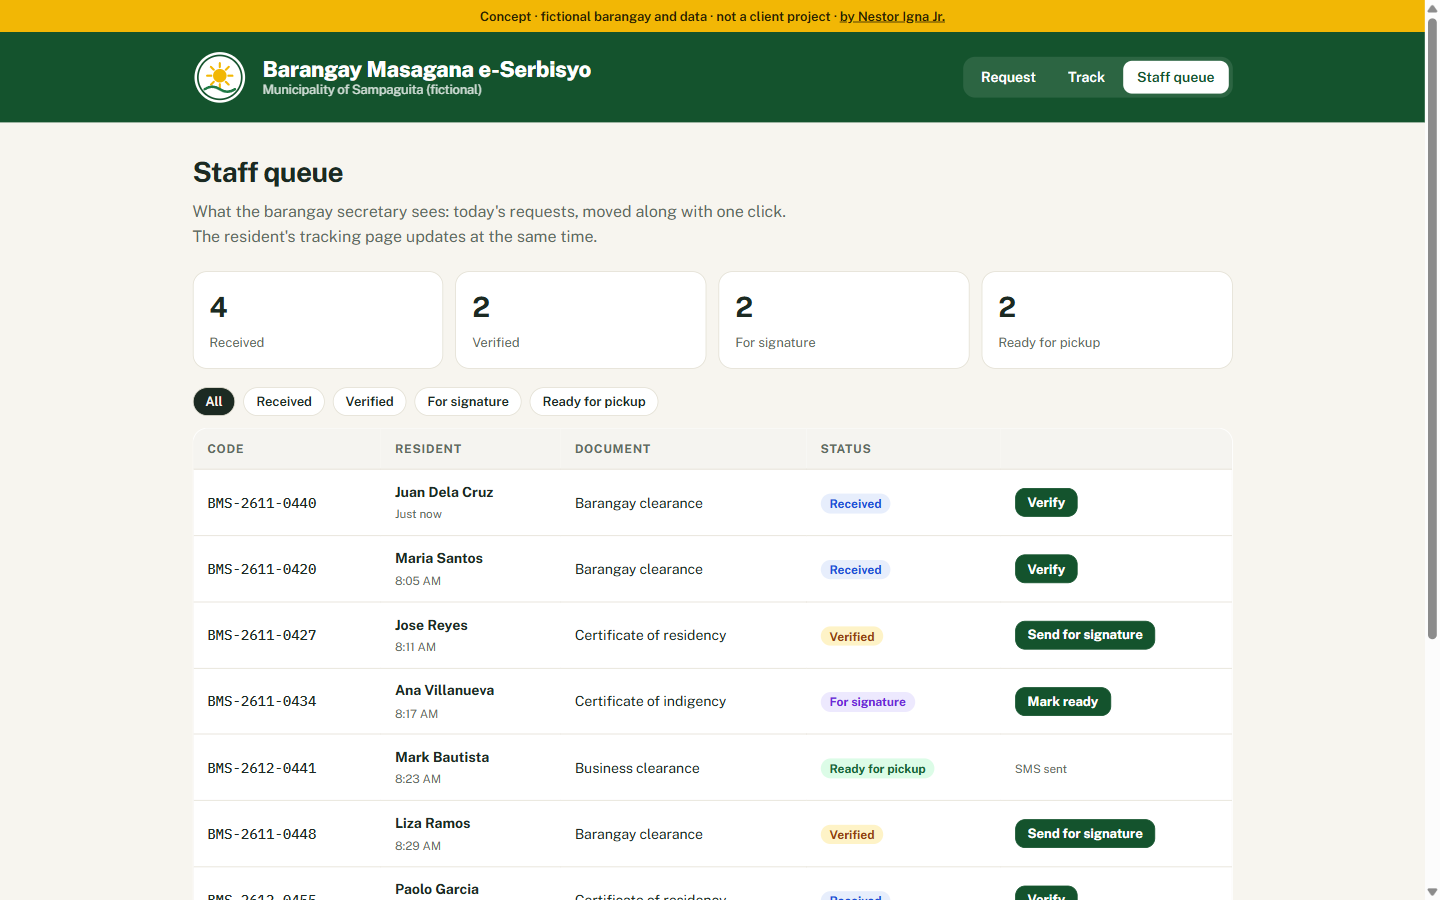 Concept · fictional barangay and data · not a client project · by Nestor Igna Jr.
Barangay Masagana e-Serbisyo
Municipality of Sampaguita (fictional)
Request
Track
Staff queue
Staff queue
What the barangay secretary sees: today's requests, moved along with one click.
The resident's tracking page updates at the same time.
4
Received
2
Verified
2
For signature
2
Ready for pickup
All
Received
Verified
For signature
Ready for pickup
CODE
RESIDENT
DOCUMENT
STATUS
BMS-2611-0440
Juan Dela Cruz
Just now
Barangay clearance
Received
Verify
BMS-2611-0420
Maria Santos
8:05 AM
Barangay clearance
Received
Verify
BMS-2611-0427
Jose Reyes
8:11 AM
Certificate of residency
Verified
Send for signature
BMS-2611-0434
Ana Villanueva
8:17 AM
Certificate of indigency
For signature
Mark ready
BMS-2612-0441
Mark Bautista
8:23 AM
Business clearance
Ready for pickup
SMS sent
BMS-2611-0448
Liza Ramos
8:29 AM
Barangay clearance
Verified
Send for signature
BMS-2612-0455
Paolo Garcia
Certificate of residency
Received
Verify